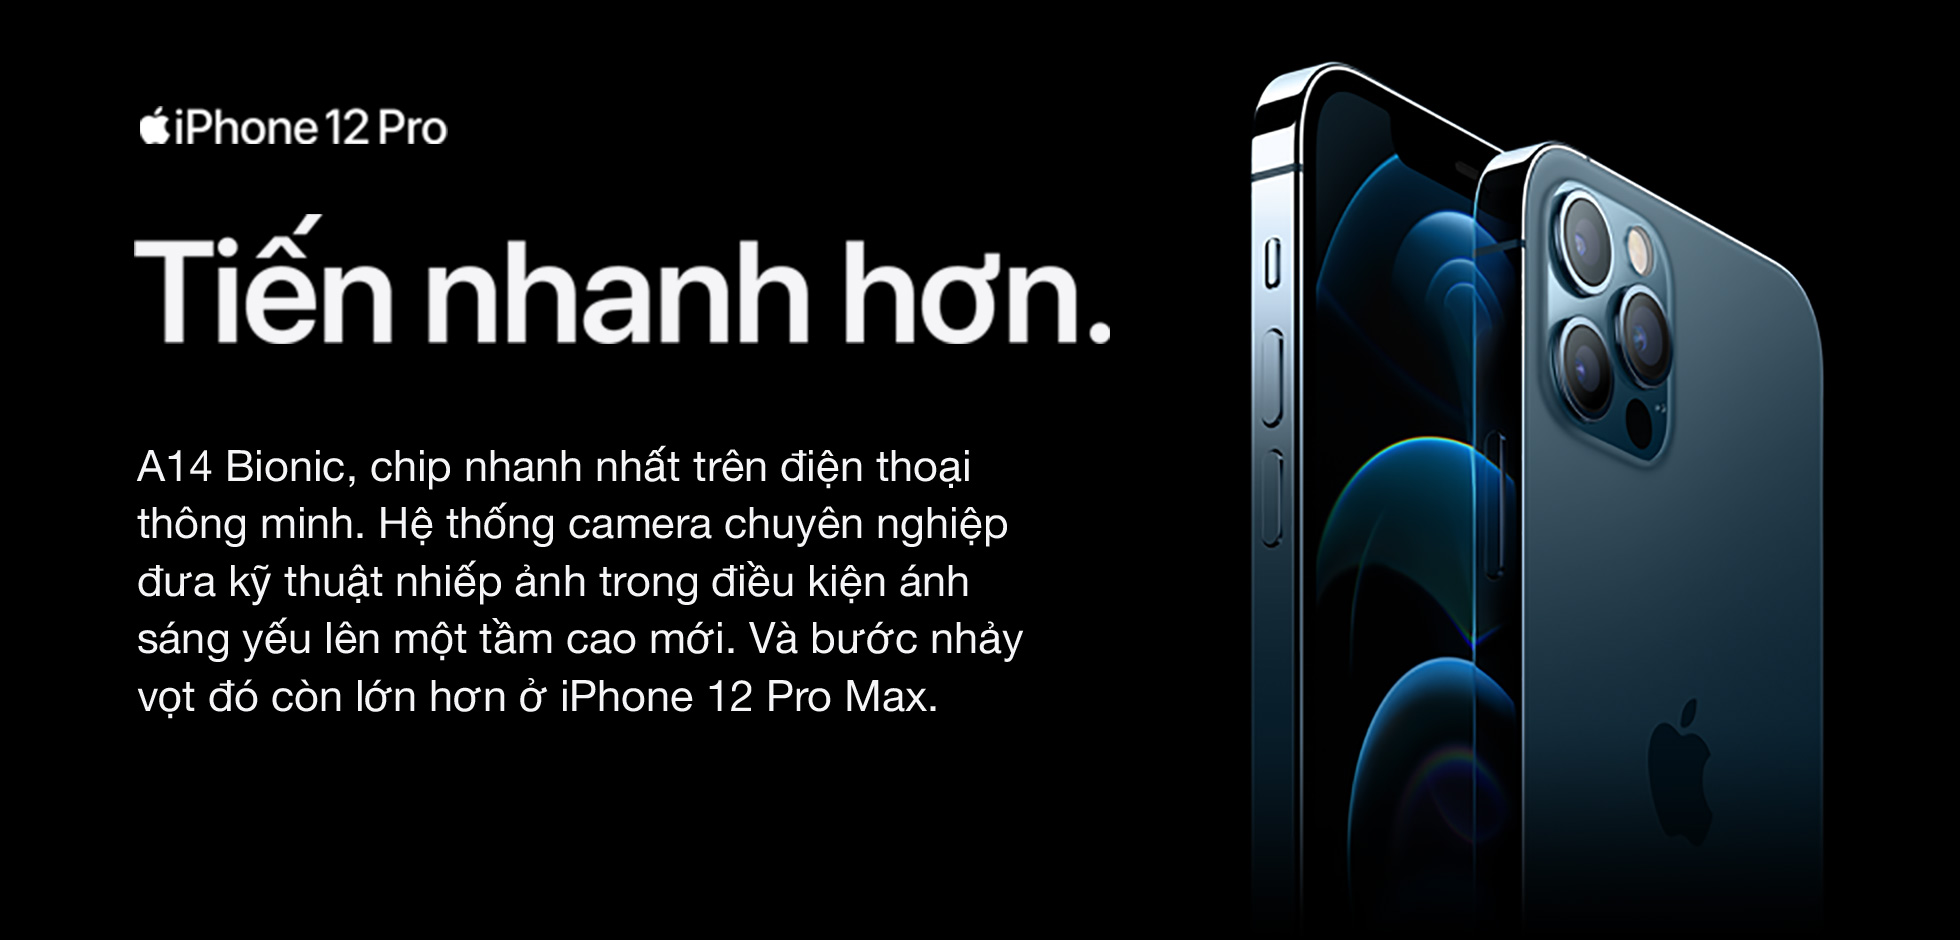 iPhone 12 Pro
Tiến nhanh hơn.
A14 Bionic, chip nhanh nhất trên điện thoại
thông minh. Hệ thống camera chuyên nghiệp
đưa kỹ thuật nhiếp ảnh trong điều kiện ánh
sáng yếu lên một tầm cao mới. Và bước nhảy
vọt đó còn lớn hơn ở iPhone 12 Pro Max.